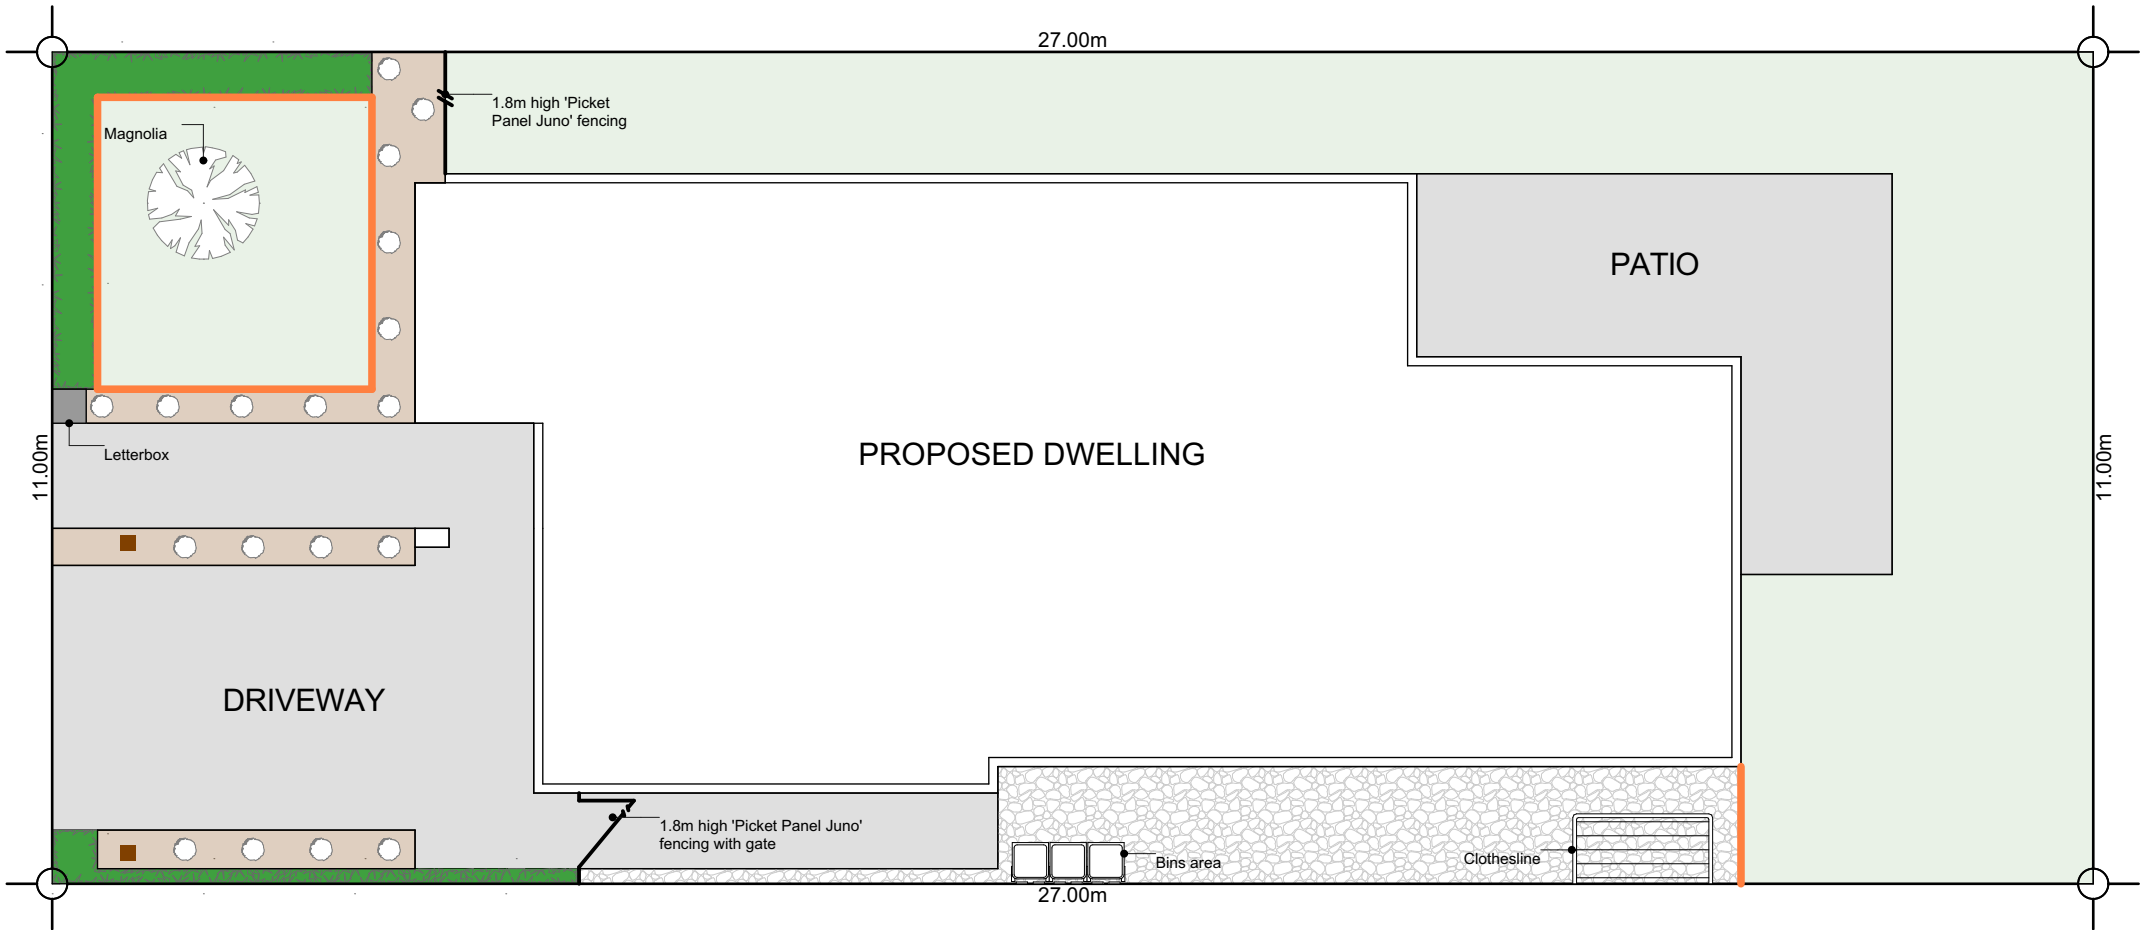 27.00m
1.8m high 'Picket
Panel Juno' fencing
Magnolia
PATIO
Letterbox
11.00m
PROPOSED DWELLING
11.00m
DRIVEWAY
1.8m high 'Picket Panel Juno'
fencing with gate
Bins area
Clothesline
27.00m